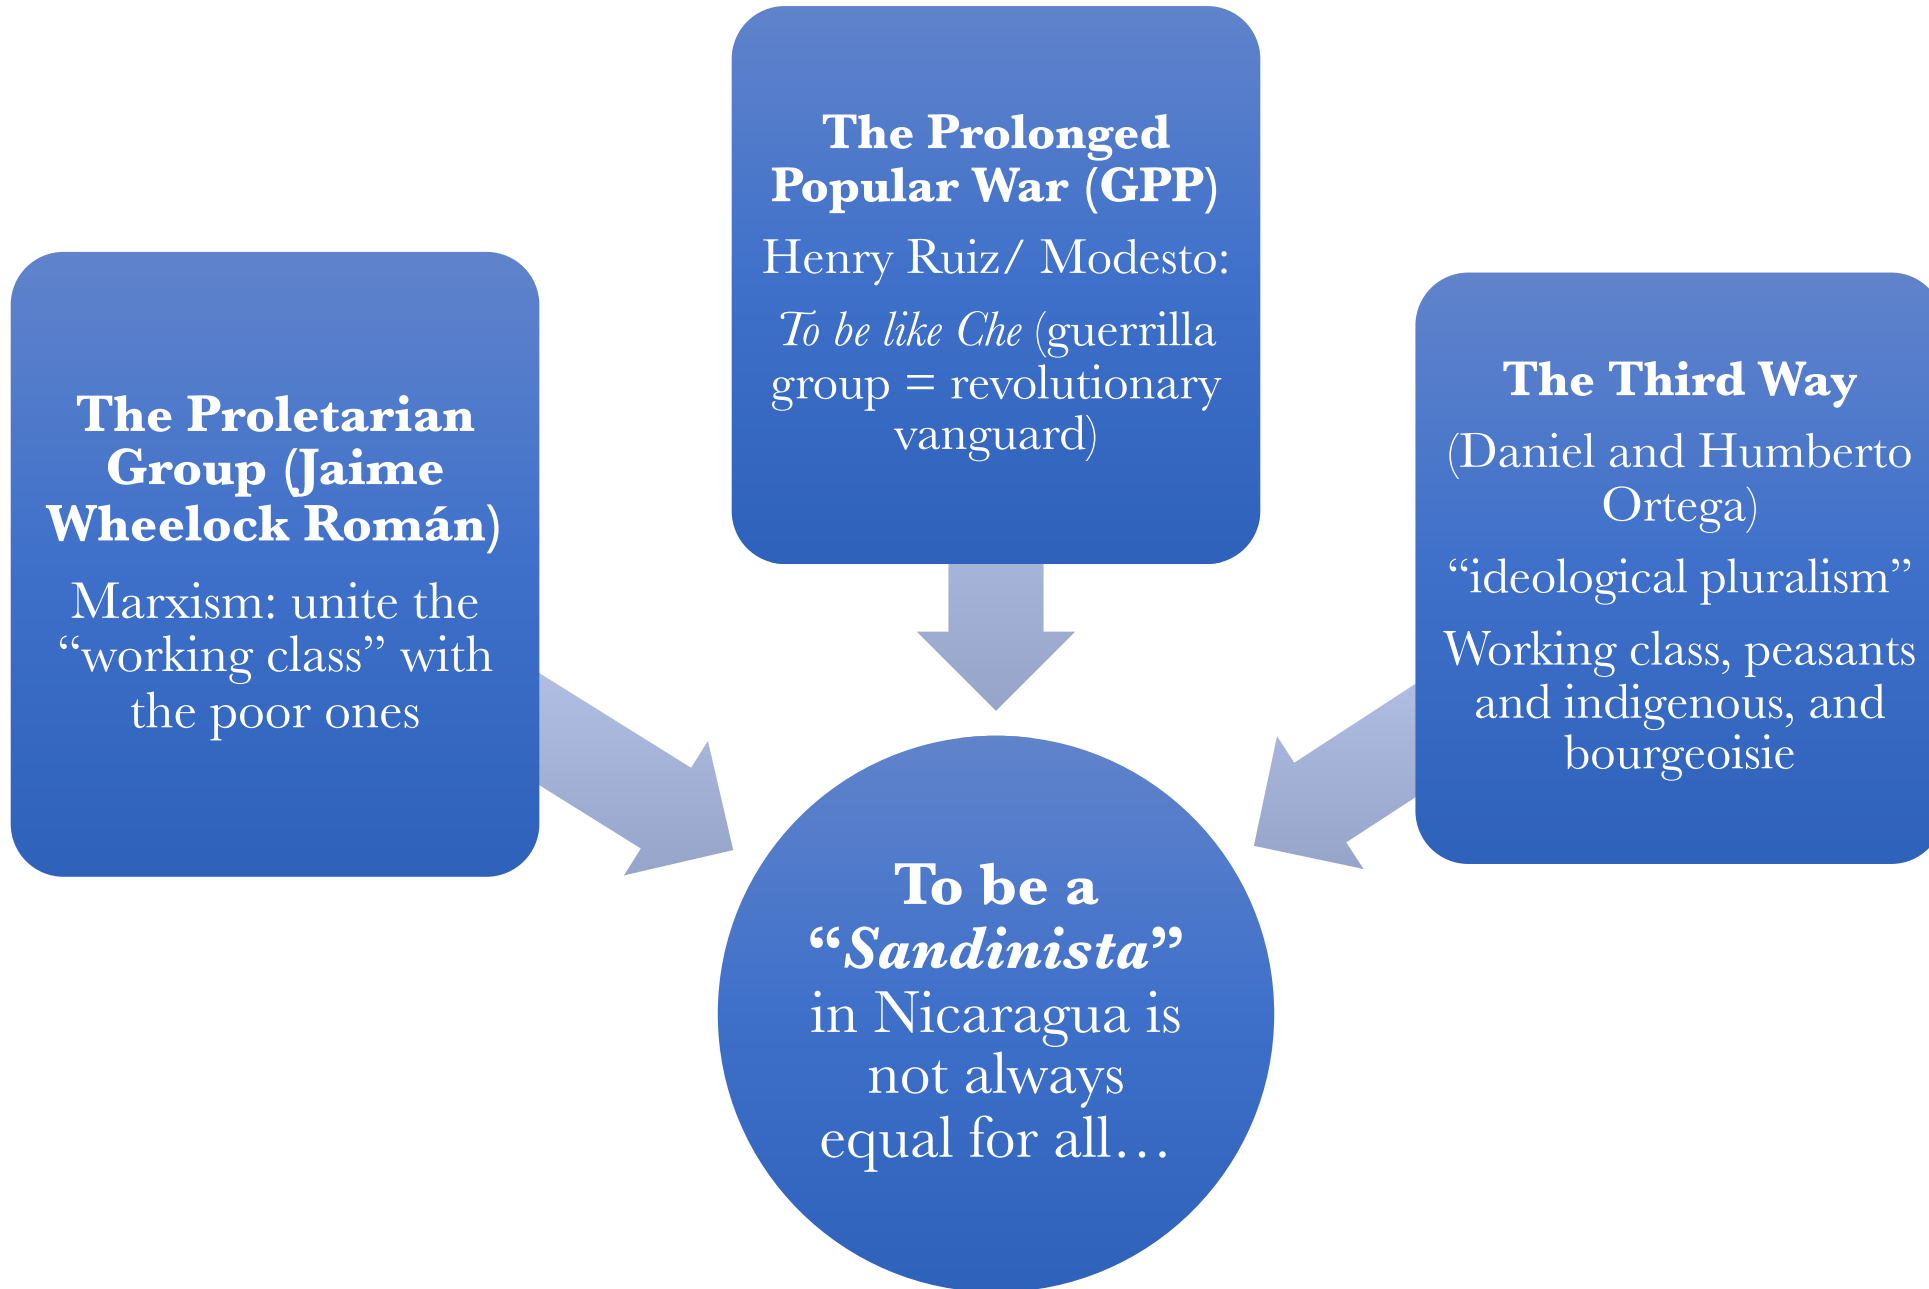 The Proletarian
Group (Jaime
Wheelock Román)
Marxism: unite the
“working class” with
the poor ones
The Prolonged
Popular War (GPP)
Henry Ruiz/ Modesto:
To be like Che (guerrilla
group = revolutionary
vanguard)
The Third Way
(Daniel and Humberto
Ortega)
“ideological pluralism”
Working class, peasants
and indigenous, and
bourgeoisie
To be a
“Sandinista”
in Nicaragua is
not always
equal for all…